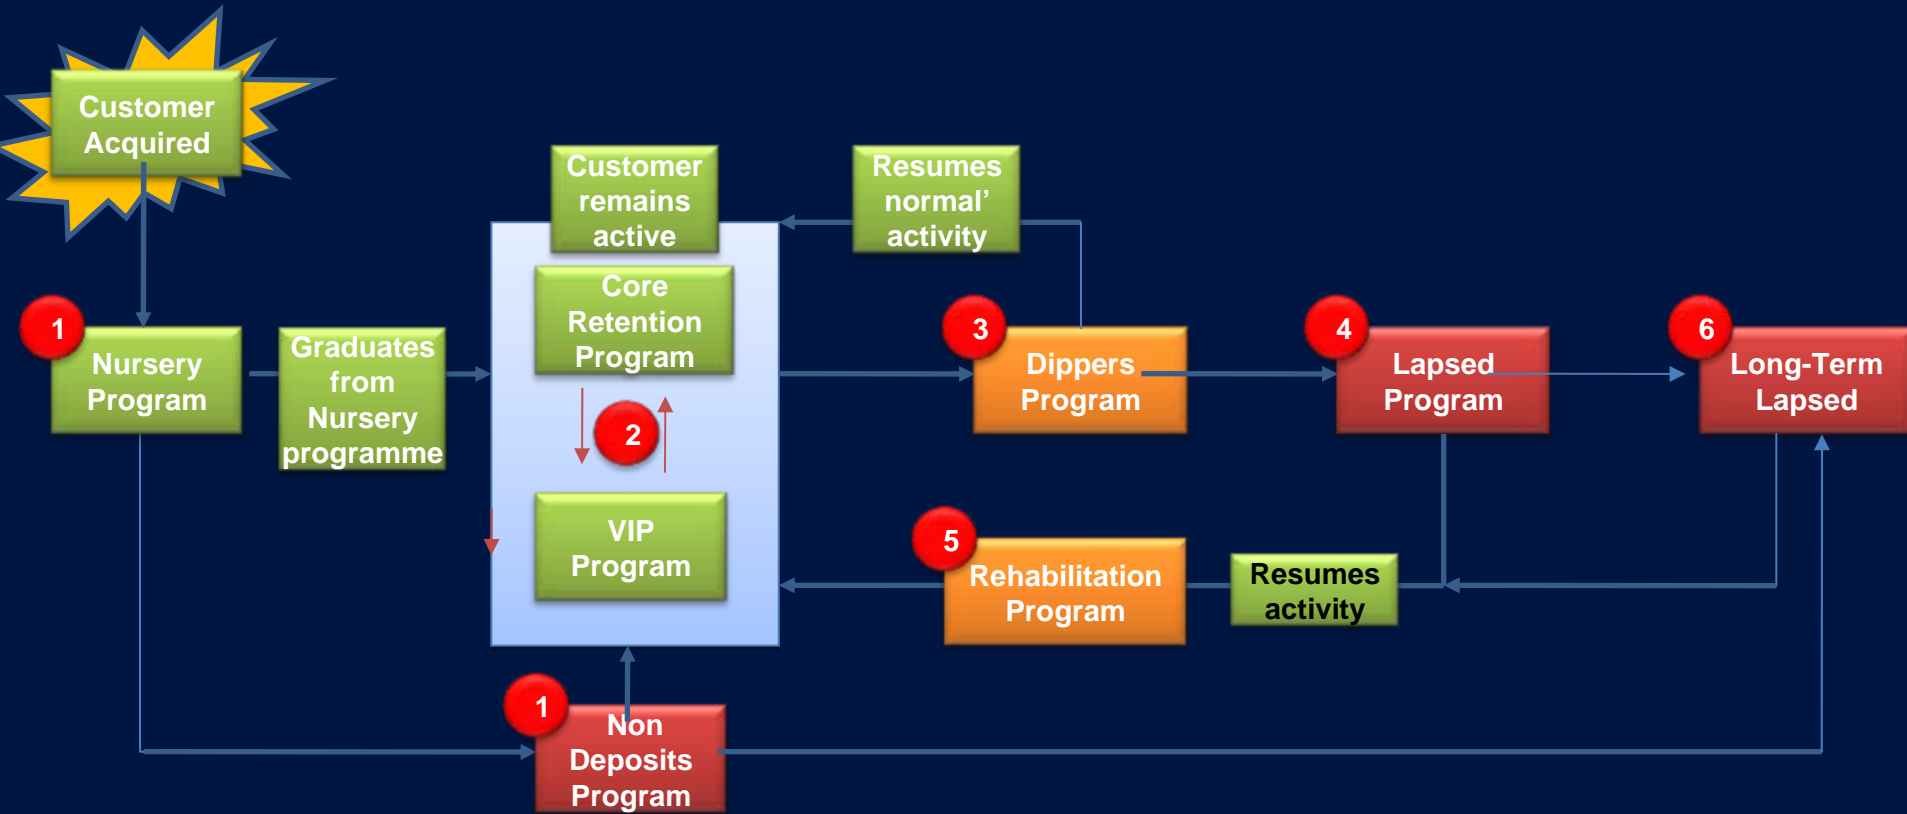 Customer
Acquired
Customer
remains
active
Resumes
normal’
activity
1
Nursery
Program
Graduates
from
Nursery
programme
Core
Retention
Program
2
VIP
Program
3
Dippers
Program
4
Lapsed
Program
6
Long-Term
Lapsed
5
Rehabilitation
Program
Resumes
activity
1
Non
Deposits
Program